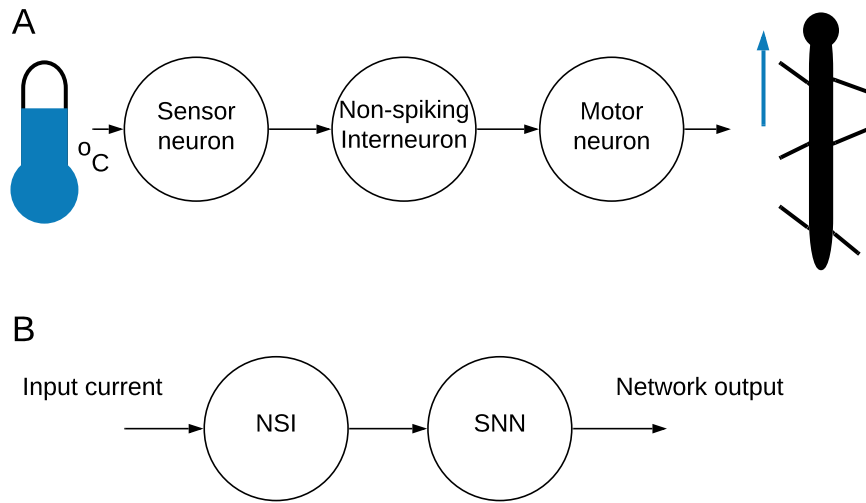 A
Sensor
neuron
Non-spiking
Interneuron
Motor
neuron
oC
B
Input current
NSI
SNN
Network output